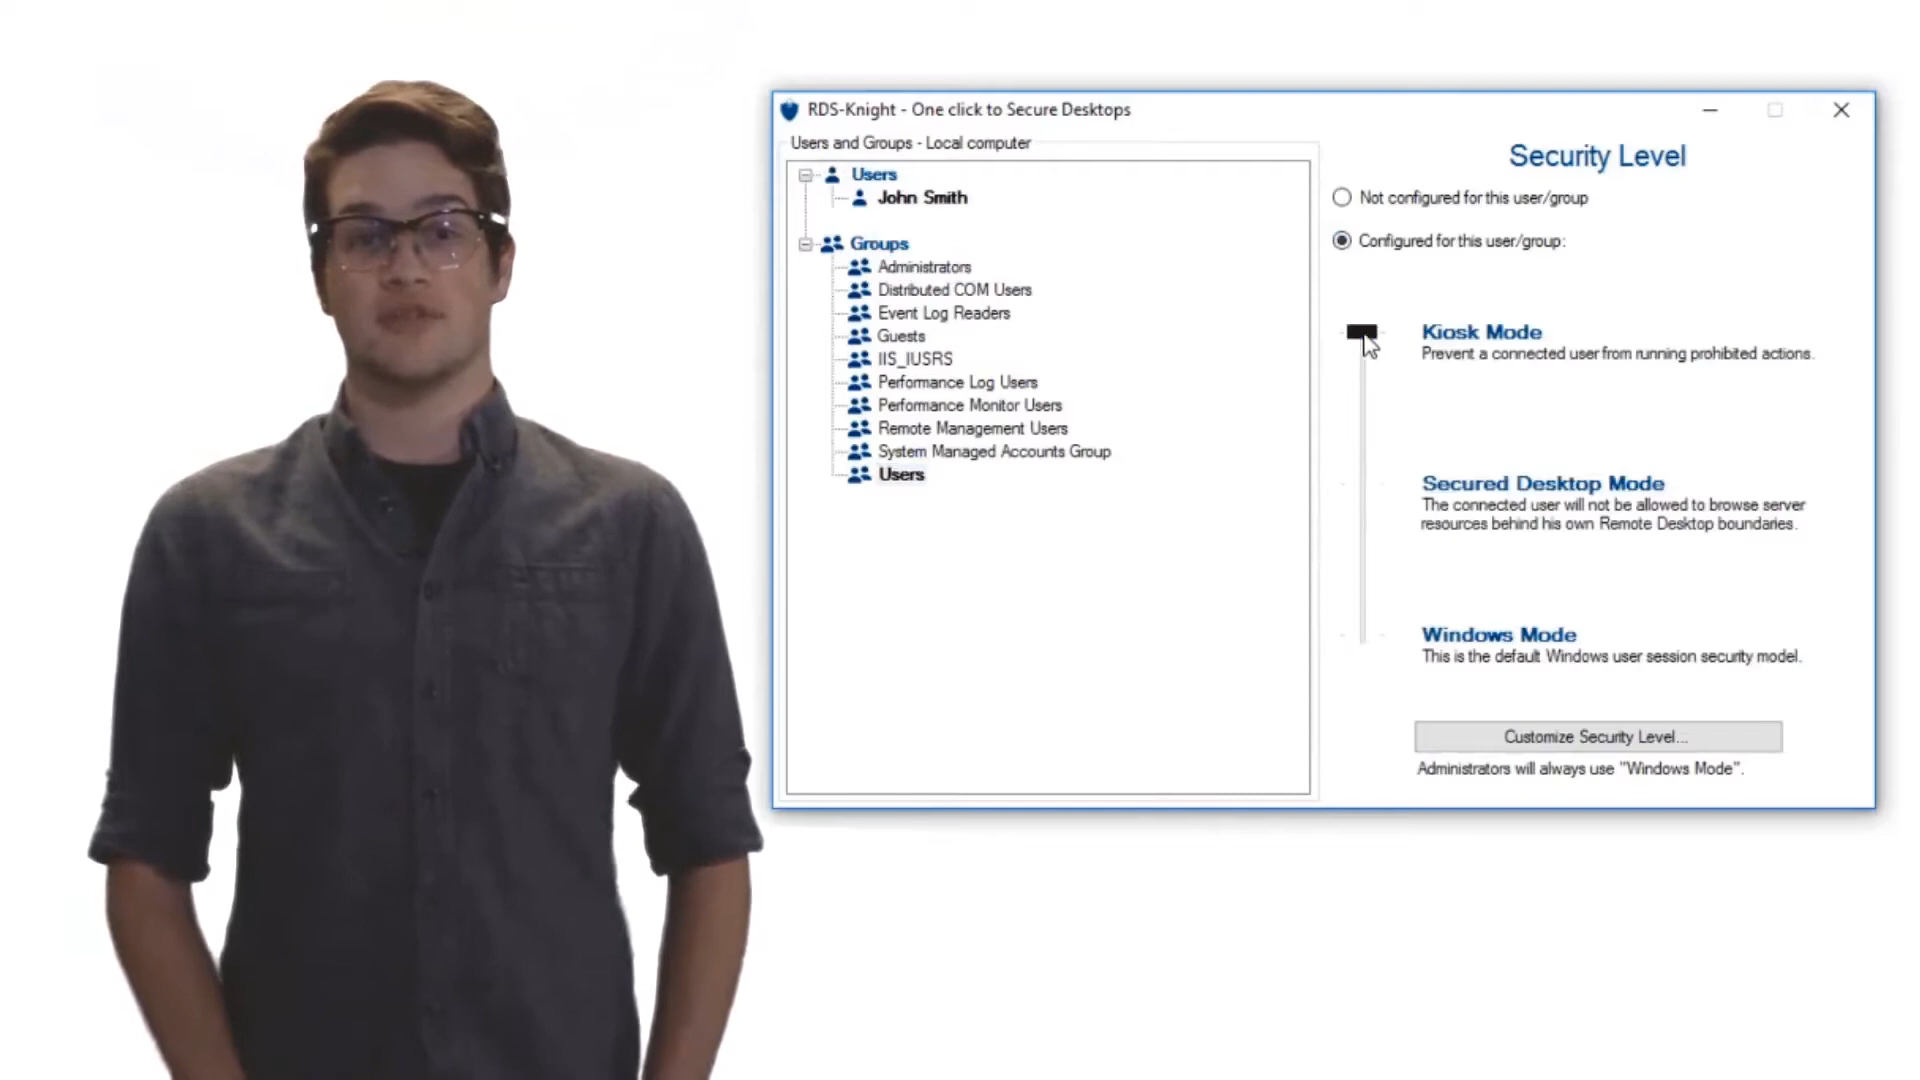 RDS-Knight - One click to Secure Desktops
Users and Groups - Local computer
Users
John Smith
Groups
Administrators
Distributed COM Users
Event Log Readers
Guests
IIS_IUSRS
Performance Log Users
Performance Monitor Users
Remote Management Users
System Managed Accounts Group
Users
Security Level
Not configured for this user/group
Configured for this user/group:
Kiosk Mode
Prevent a connected user from running prohibited actions.
Secured Desktop Mode
The connected user will not be allowed to browse server
resources behind his own Remote Desktop boundaries.
Windows Mode
This is the default Windows user session security model.
Customize Security Level...
Administrators will always use "Windows Mode".